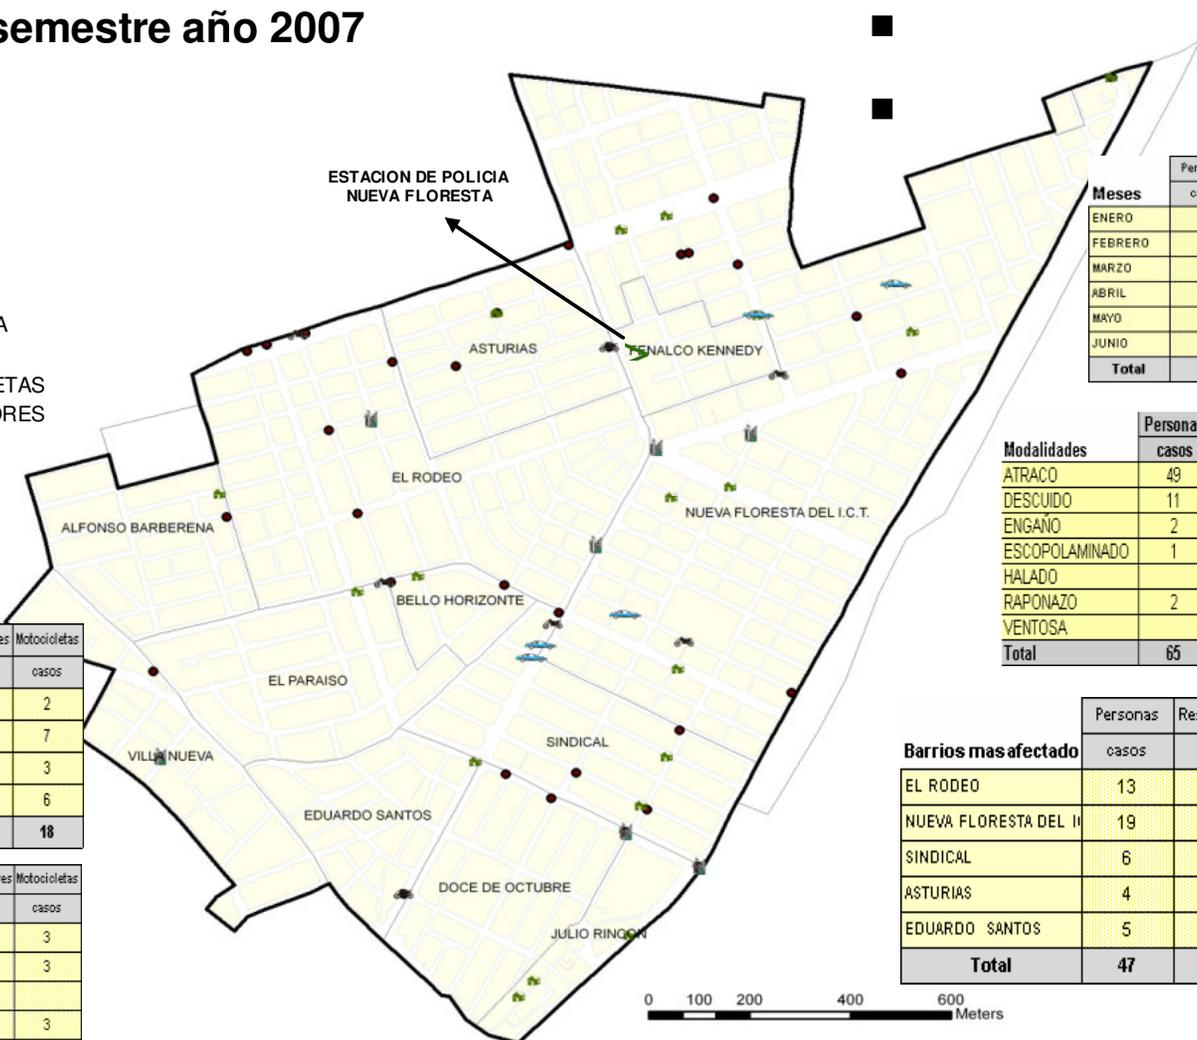 semestre año 2007
ESTACION DE POLICIA
NUEVA FLORESTA
A
ETAS
ORES
Meses
ENERO
FEBRERO
MARZO
ABRIL
MAYO
JUNIO
Total
Modalidades casos
ATRACO 49
DESCUIDO 11
ENGAÑO 2
ESCOPOLAMINADO 1
HALADO
RAPONAZO 2
VENTOSA
Total 65
Personas
Barrios mas afectado casos
EL RODEO 13
NUEVA FLORESTA DEL
SINDICAL 6
ASTURIAS 4
EDUARDO SANTOS 5
Total 47
19
ASTURIAS
FENALCO KENNEDY
EL RODEO
NUEVA FLORESTA DEL I.C.T.
ALFONSO BARBERENA
BELLO HORIZONTE
EL PARAISO
SINDICAL
VILLA NUEVA
EDUARDO SANTOS
DOCE DE OCTUBRE
JULIO RINCON
es Motocicletas
casos
2
7
3
6
18
es Motocicletas
casos
3
3
3
0 100 200 400 600
Meters